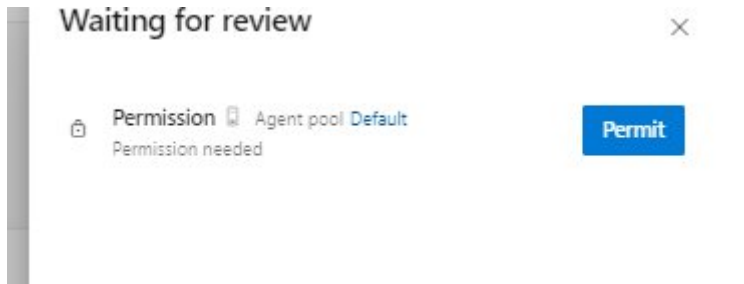 Waiting for review
Permission Agent pool Default
Permission needed
Permit